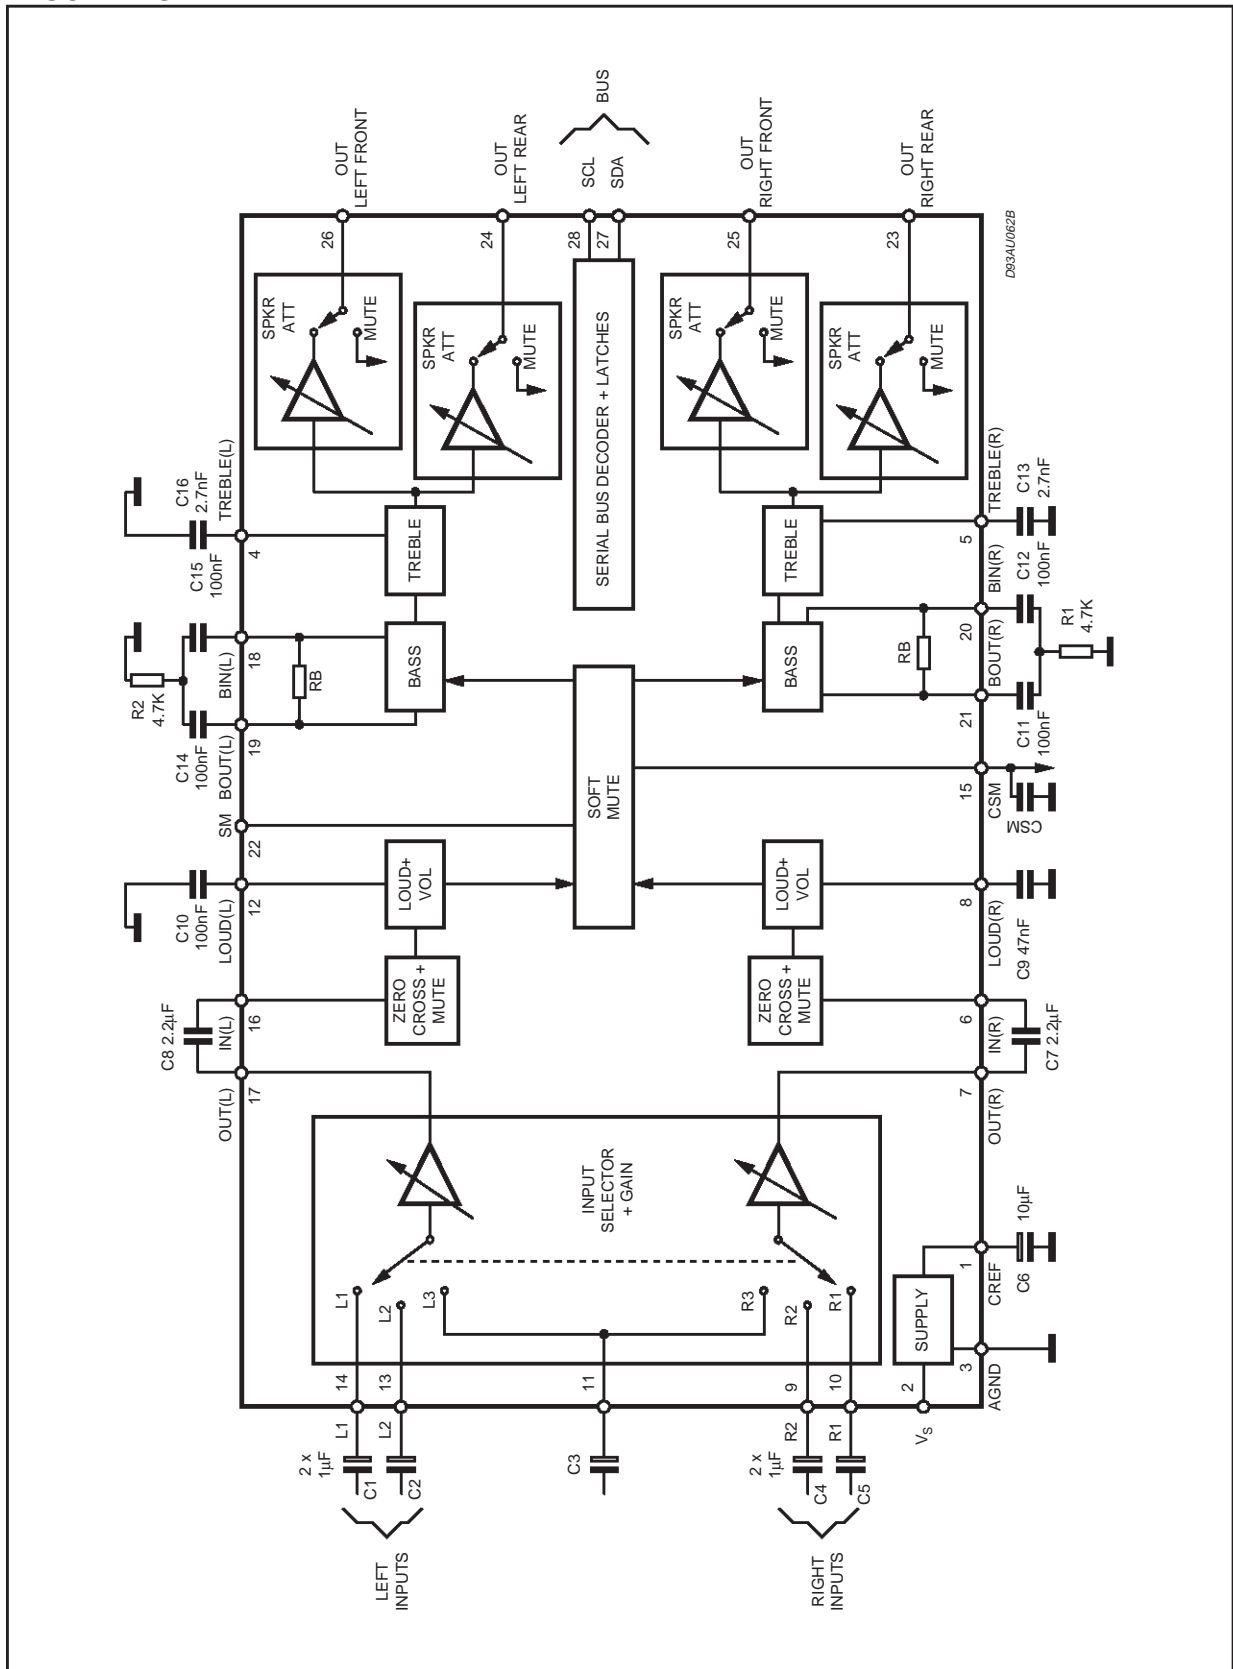 BUS
OUT
LEFT FRONT
OUT
LEFT REAR
SCL
SDA
OUT
RIGHT FRONT
OUT
RIGHT REAR
26
24
28
27
25
23
D93AU062B
SPKR
ATT
MUTE
SPKR
ATT
MUTE
SERIAL BUS DECODER + LATCHES
SPKR
ATT
MUTE
SPKR
ATT
MUTE
TREBLE(L)
C16
2.7nF
4
TREBLE
TREBLE
5
TREBLE(R)
C13
2.7nF
C15
100nF
18
BIN(L)
R2
4.7K
C14
100nF
BOUT(L)
19
RB
BASS
BASS
RB
20
BIN(R)
C12
100nF
R1
4.7K
BOUT(R)
21
C11
100nF
SM
22
SOFT
MUTE
15
CSM
CSM
C10
100nF
LOUD(L)
12
LOUD+
VOL
LOUD+
VOL
8
LOUD(R)
C9 47nF
C8 2.2µF
IN(L)
16
ZERO
CROSS +
MUTE
ZERO
CROSS +
MUTE
6
IN(R)
C7 2.2µF
OUT(L)
17
7
OUT(R)
INPUT
SELECTOR
+ GAIN
L1
L2
L3
R3
R2
R1
SUPPLY
1
CREF
C6
10µF
3
AGND
14
13
11
9
10
2
L1
L2
R2
R1
VS
2 x
1µF
C1
C2
C3
2 x
1µF
C4
C5
LEFT
INPUTS
RIGHT
INPUTS